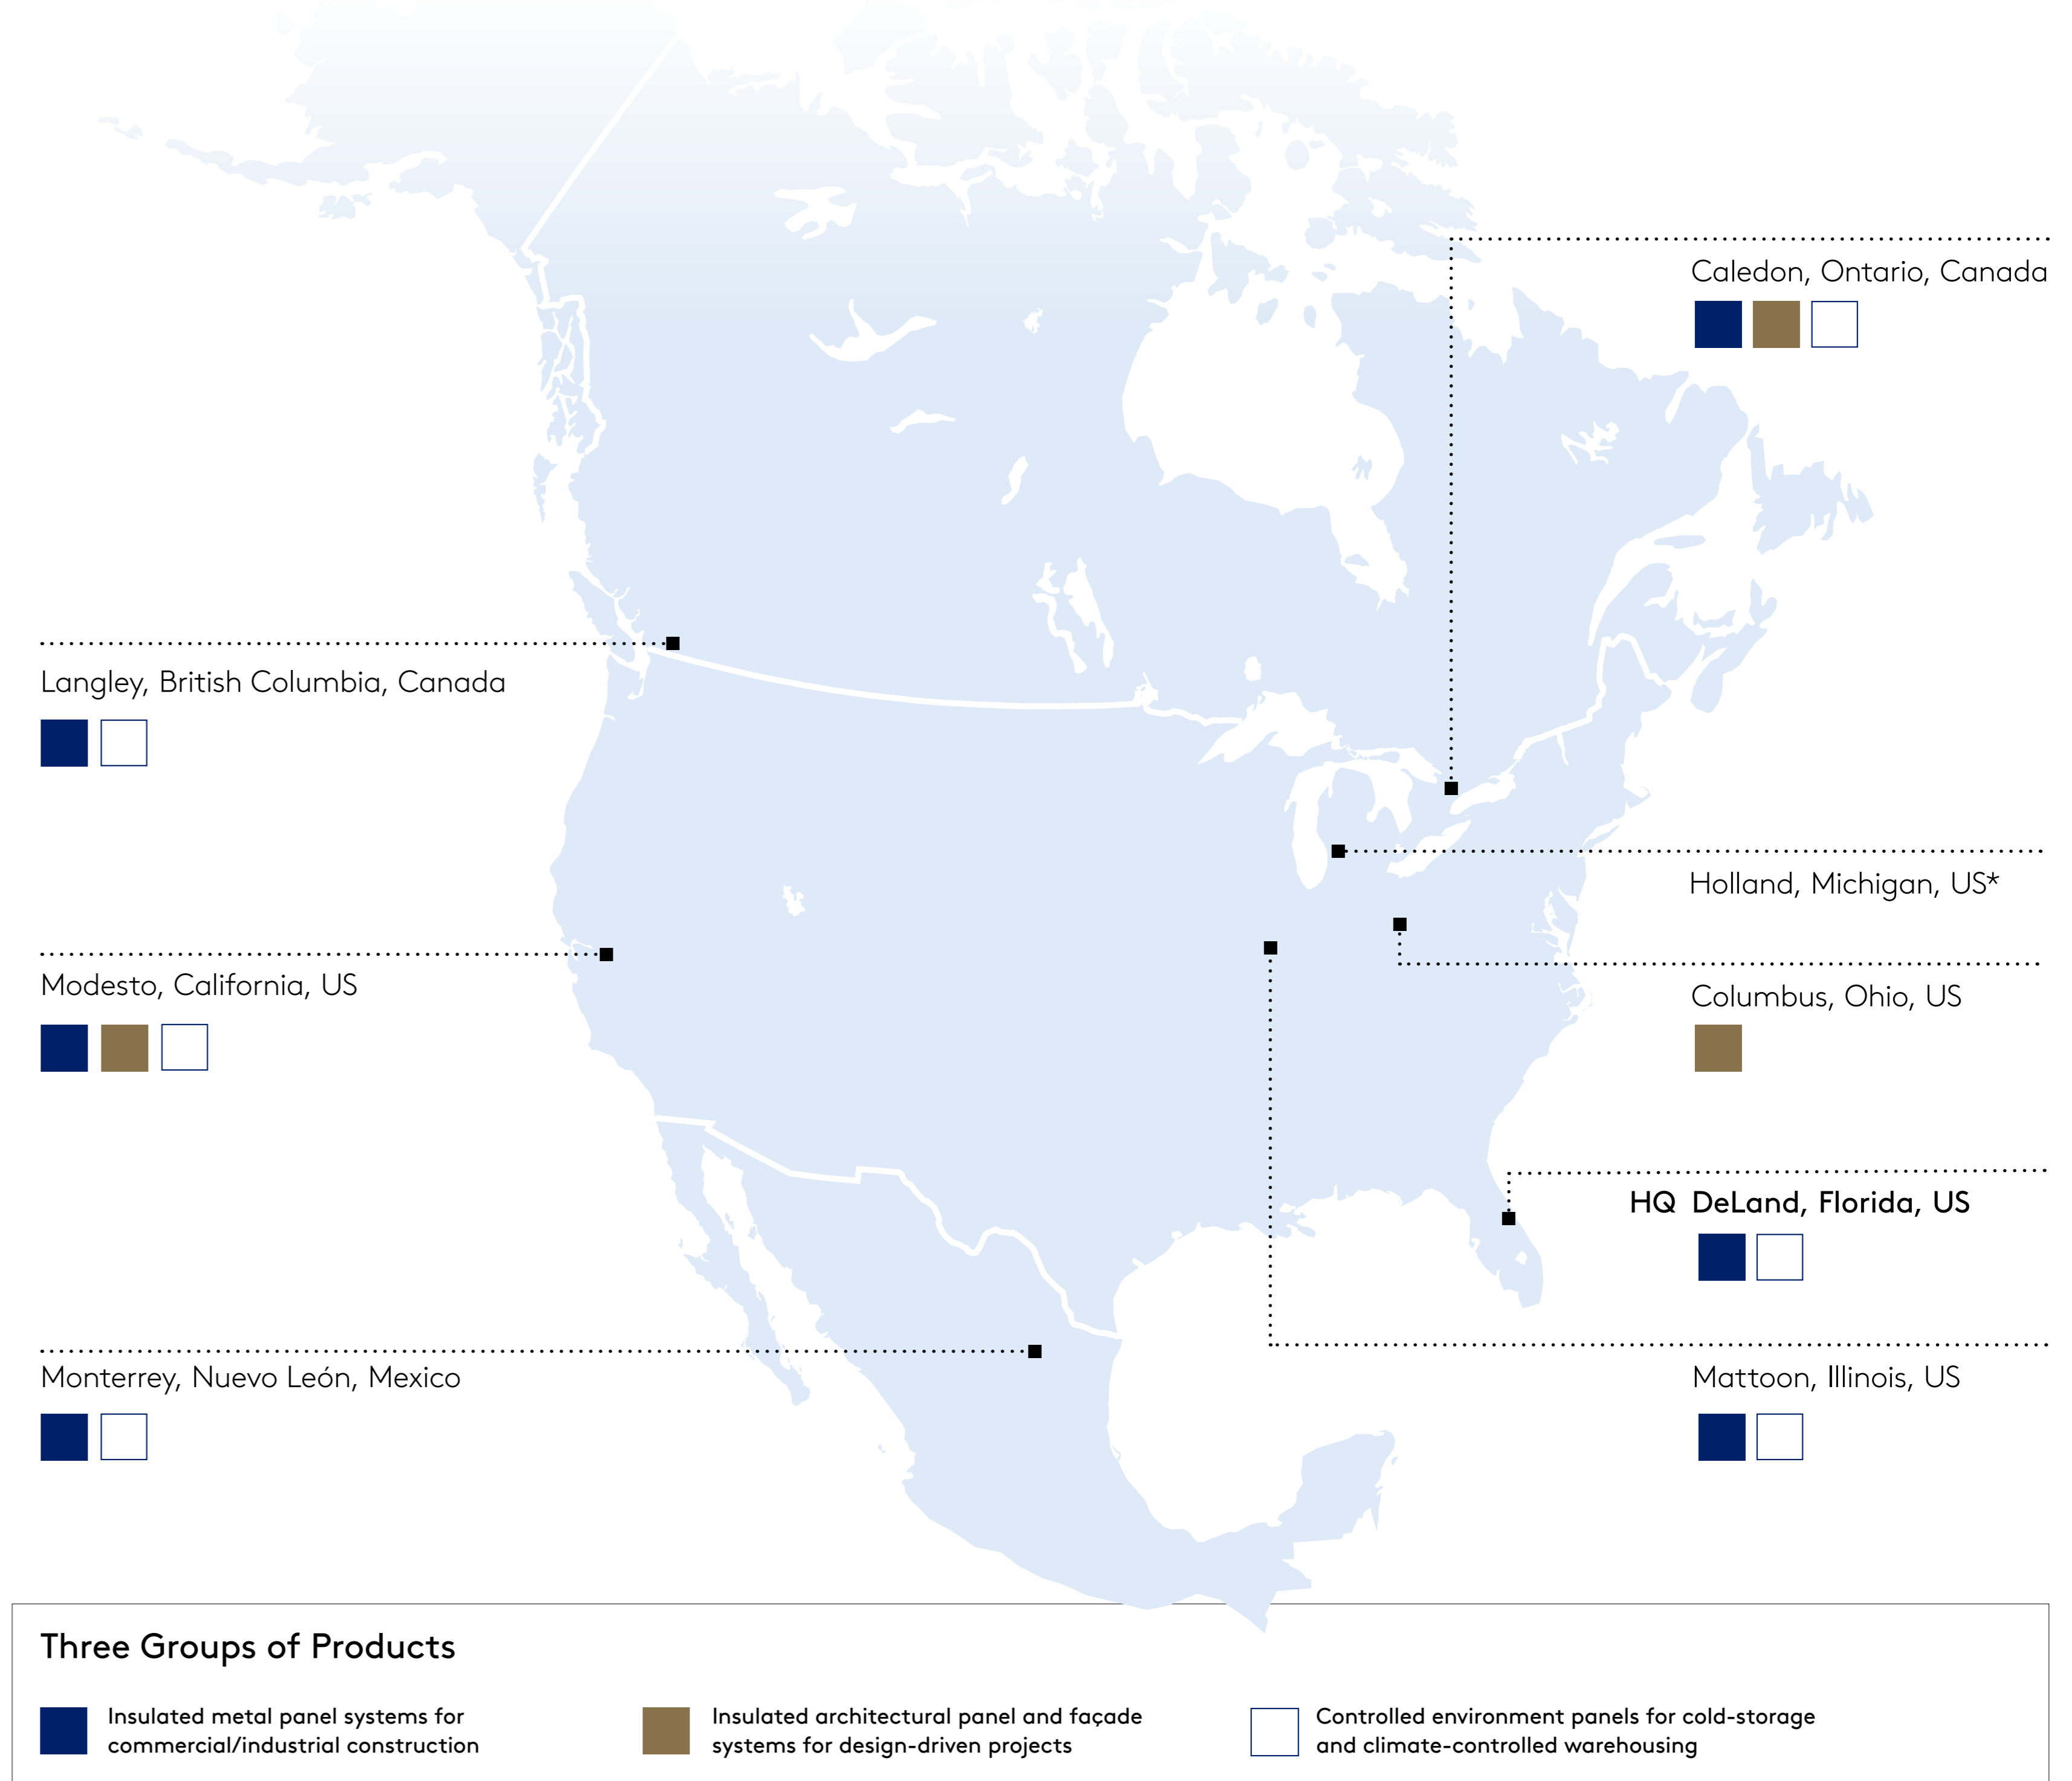 Caledon, Ontario, Canada
Langley, British Columbia, Canada
Holland, Michigan, US*
Modesto, California, US
Columbus, Ohio, US
HQ DeLand, Florida, US
Monterrey, Nuevo León, Mexico
Mattoon, Illinois, US
Three Groups of Products
Insulated metal panel systems for
commercial/industrial construction
Insulated architectural panel and façade
systems for design-driven projects
Controlled environment panels for cold-storage
and climate-controlled warehousing